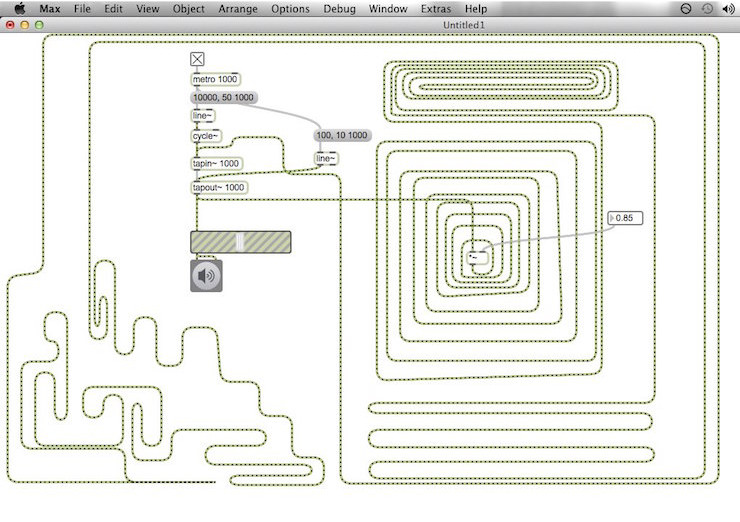 Max File Edit View Object Arrange Options Debug Window Extras Help
Untitled1
metro 1000
10000, 50 1000
line~
cycle~
100, 10 1000
line~
tapin~ 1000
tapout~ 1000
0.85
*~